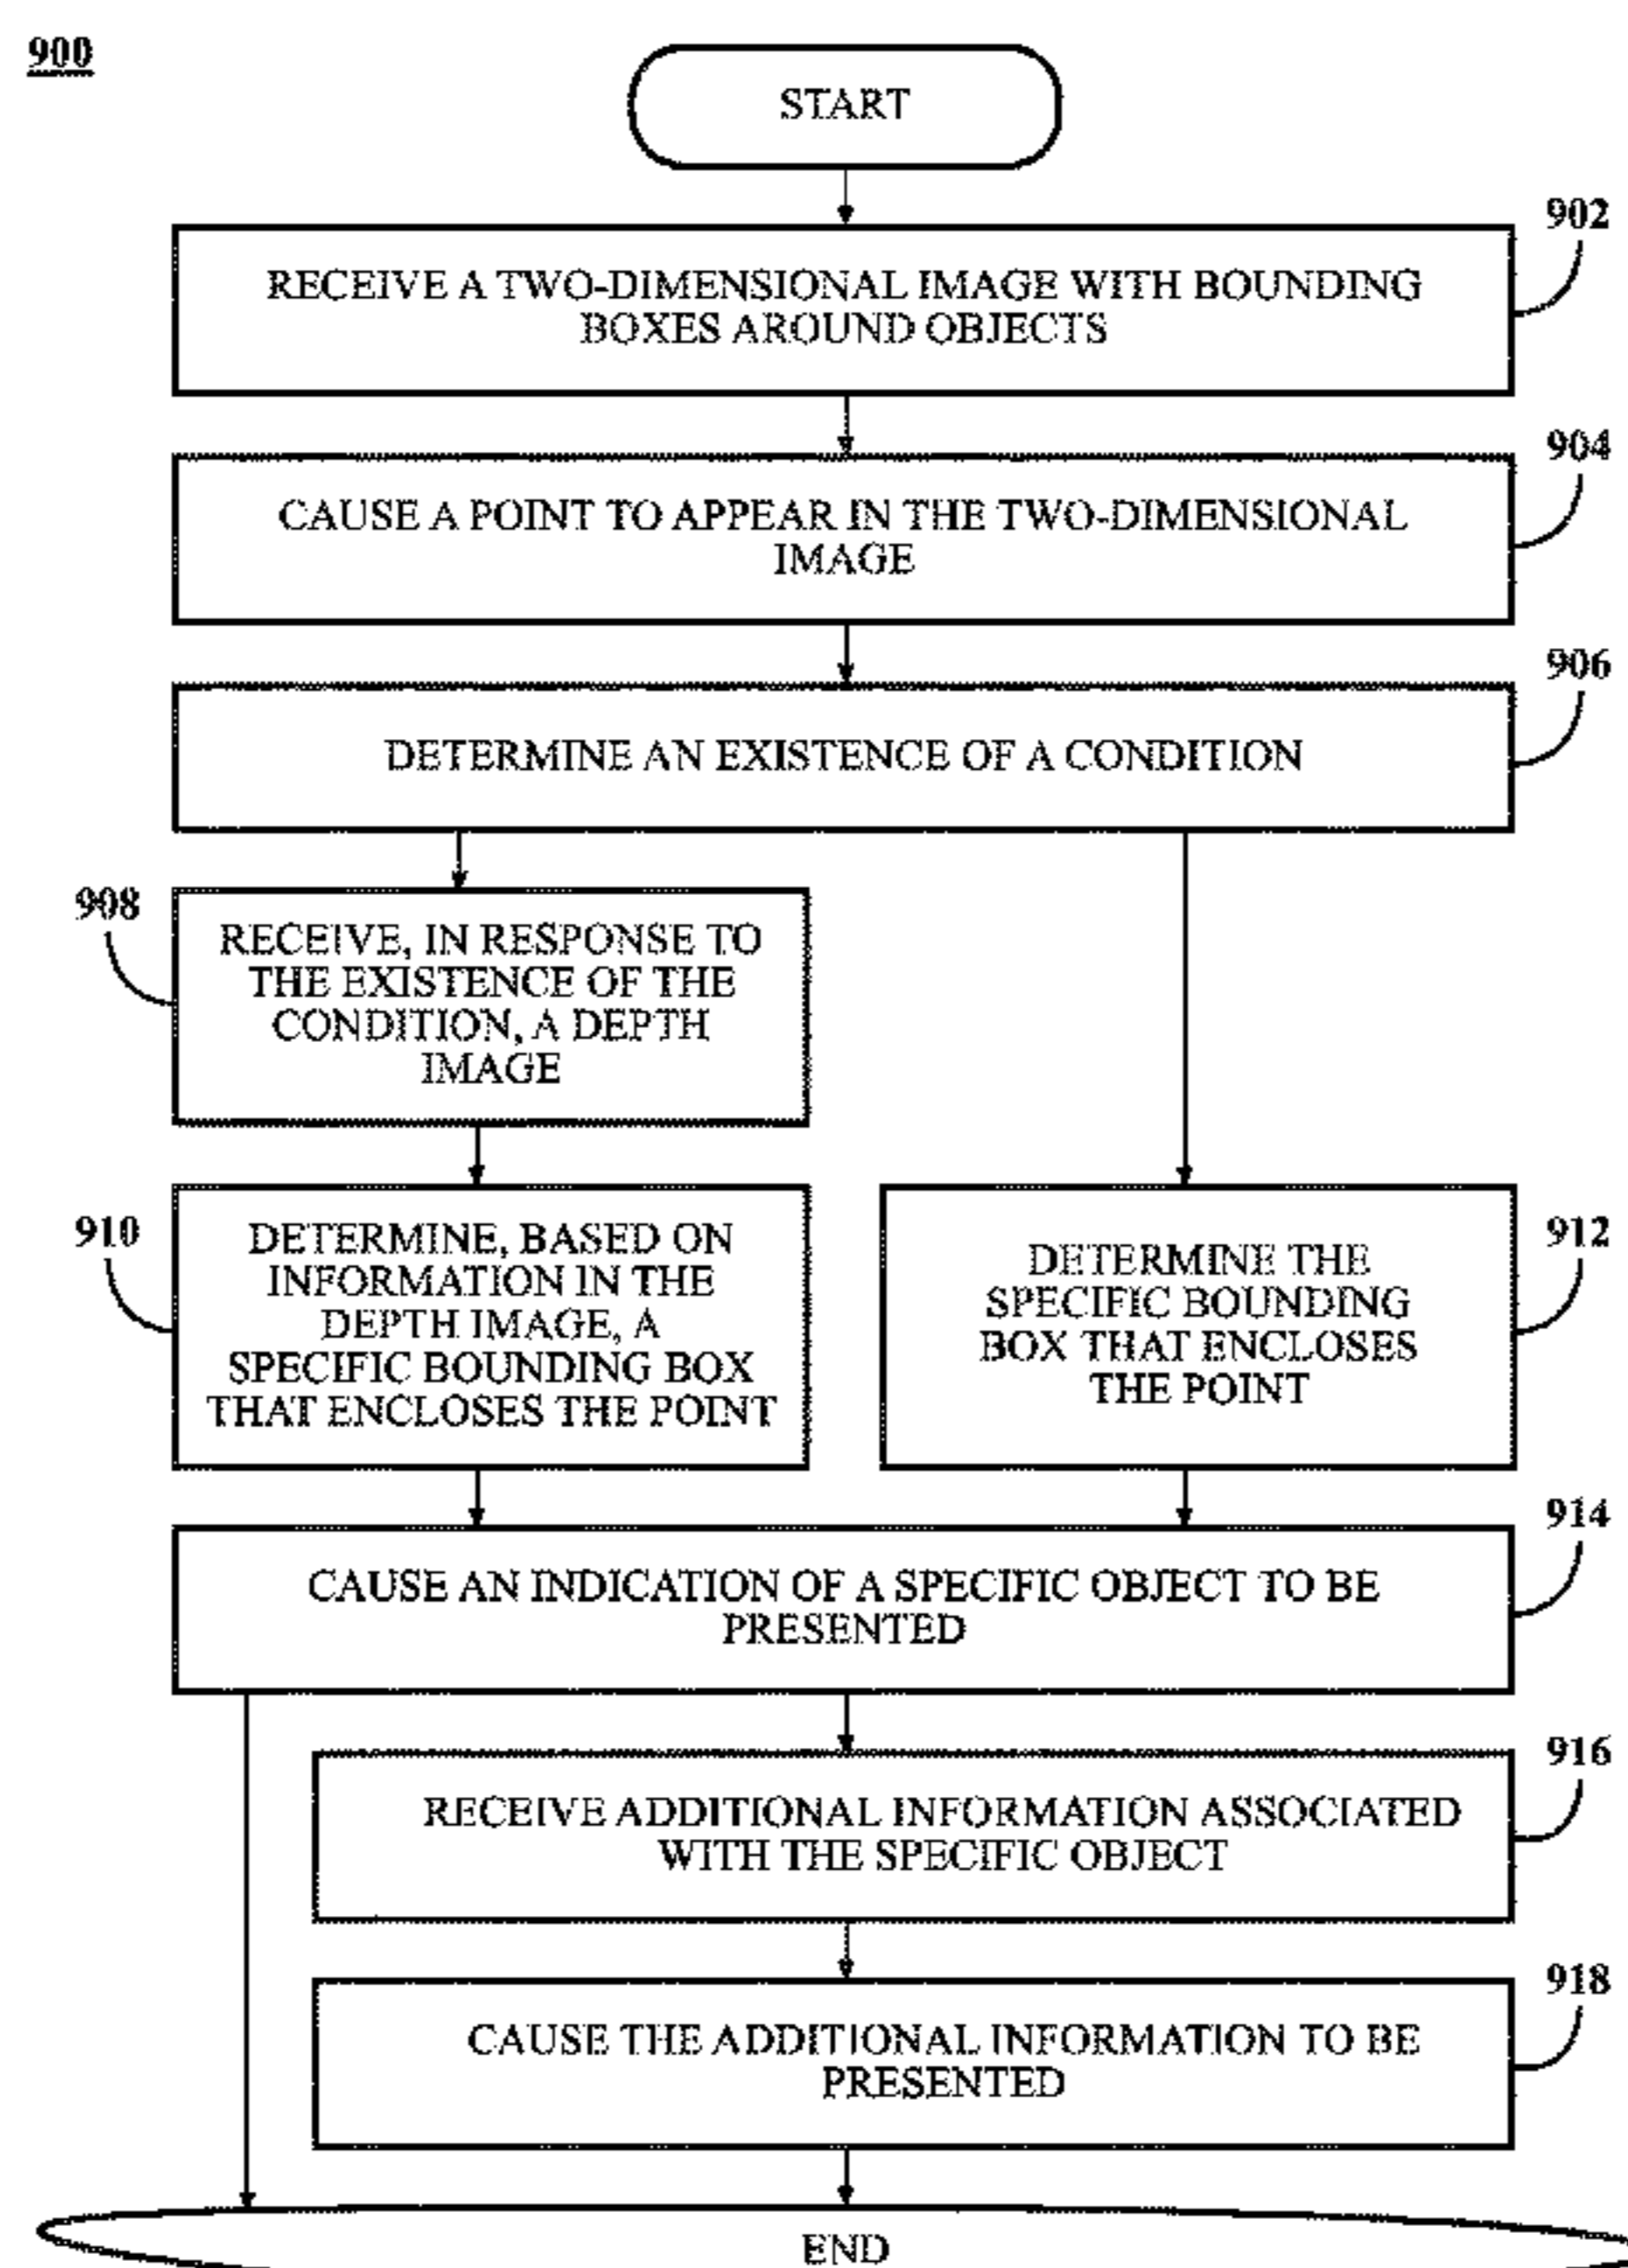 900
START
902
RECEIVE A TWO-DIMENSIONAL IMAGE WITH BOUNDING
BOXES AROUND OBJECTS
904
CAUSE A POINT TO APPEAR IN THE TWO-DIMENSIONAL
IMAGE
906
DETERMINE AN EXISTENCE OF A CONDITION
908
RECEIVE, IN RESPONSE TO
THE EXISTENCE OF THE
CONDITION, A DEPTH
IMAGE
910
DETERMINE, BASED ON
INFORMATION IN THE
DEPTH IMAGE, A
SPECIFIC BOUNDING BOX
THAT ENCLOSES THE POINT
912
DETERMINE THE
SPECIFIC BOUNDING
BOX THAT ENCLOSES
THE POINT
914
CAUSE AN INDICATION OF A SPECIFIC OBJECT TO BE
PRESENTED
916
RECEIVE ADDITIONAL INFORMATION ASSOCIATED
WITH THE SPECIFIC OBJECT
918
CAUSE THE ADDITIONAL INFORMATION TO BE
PRESENTED
END